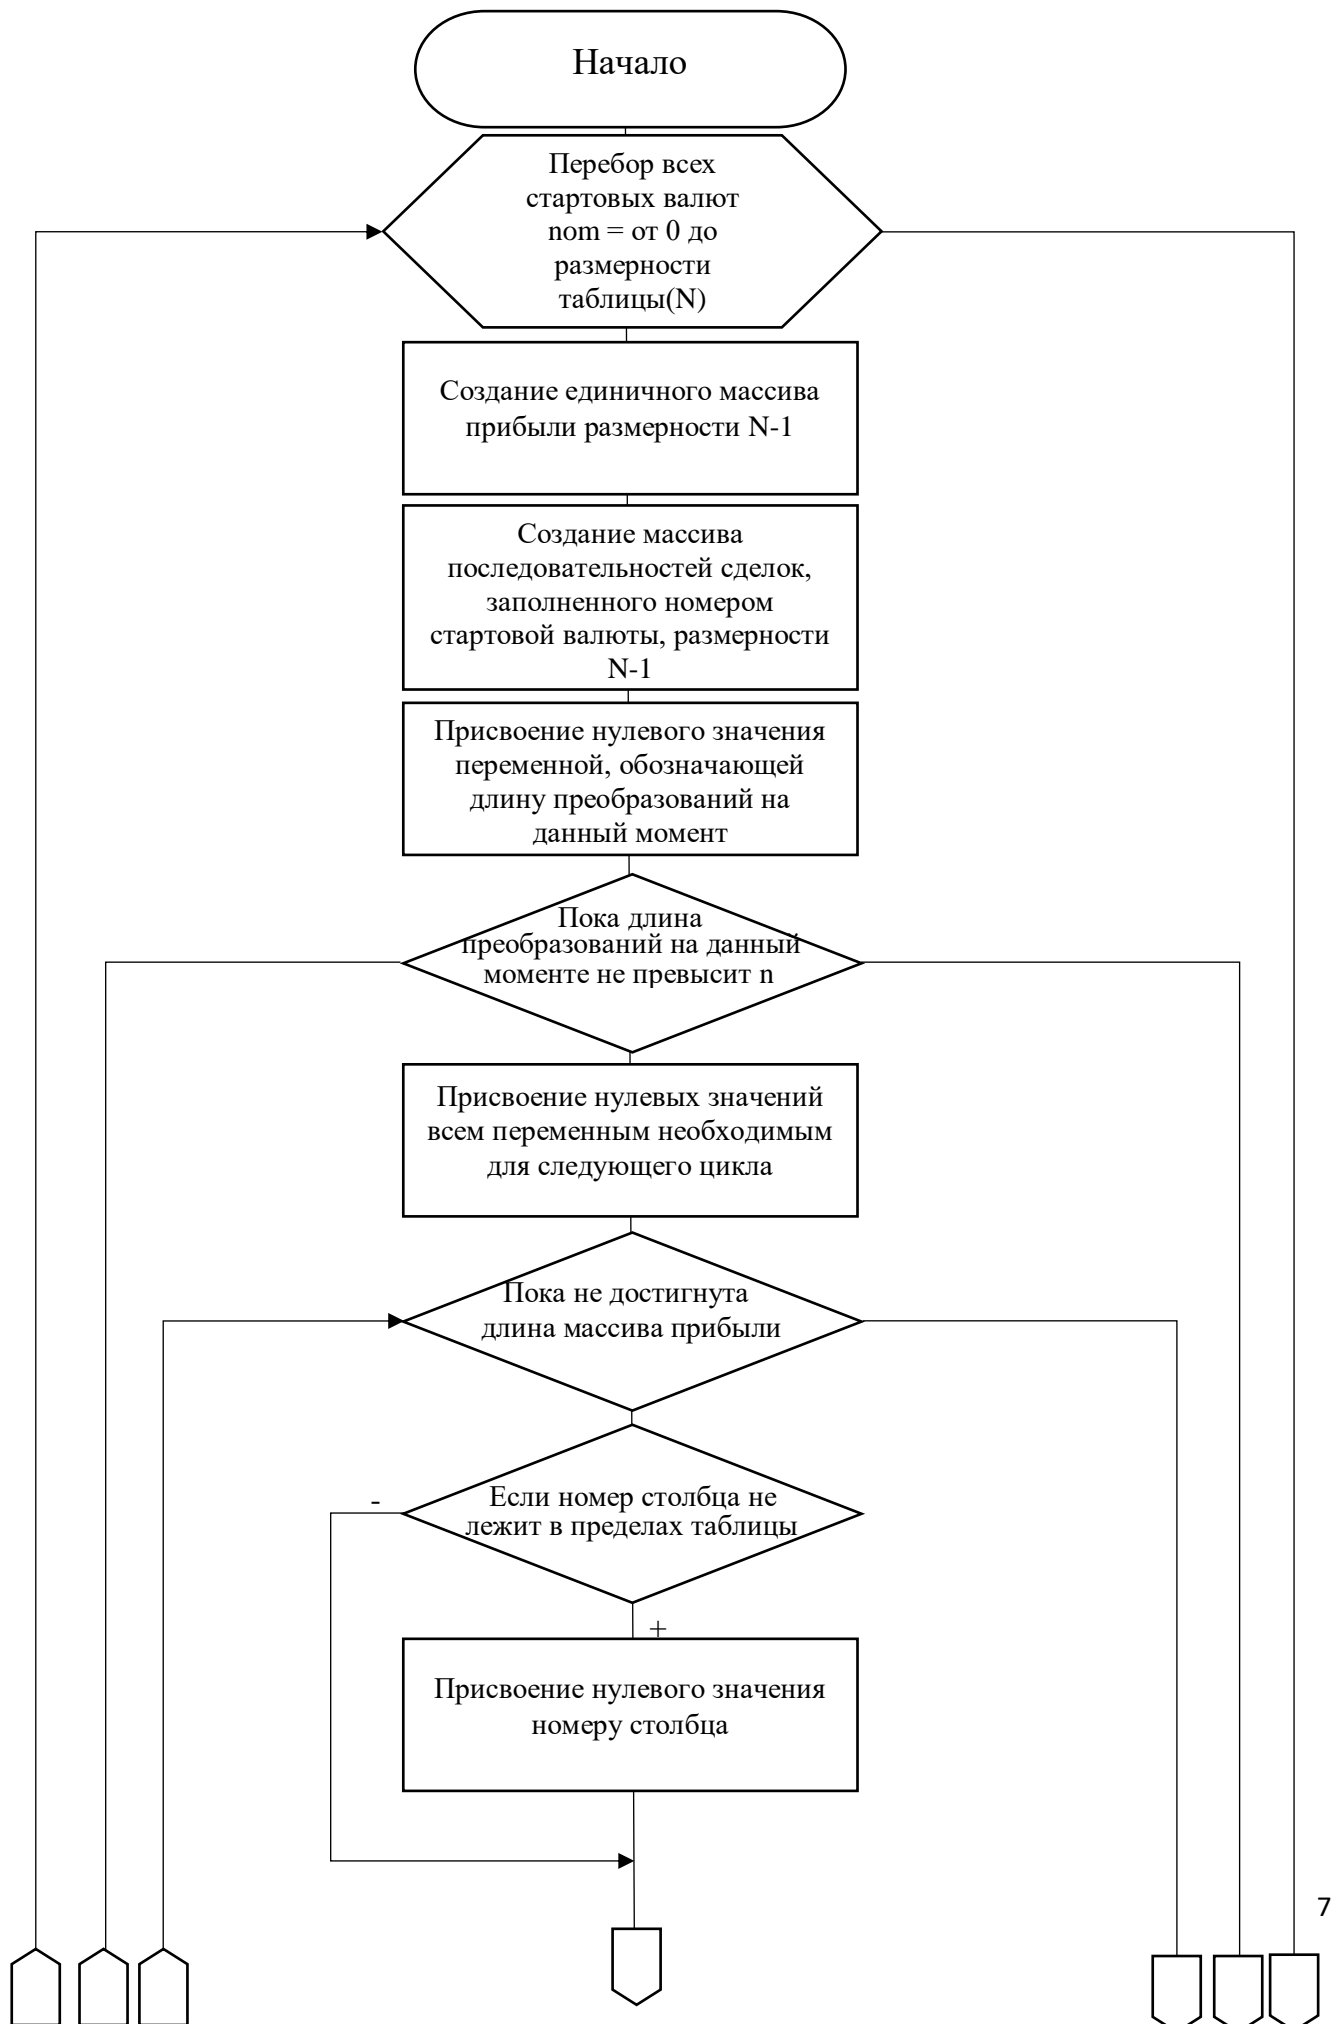 Начало
Перебор всех
стартовых валют
nom = от 0 до
размерности
таблицы(N)
Создание единичного массива
прибыли размерности N-1
Создание массива
последовательностей сделок,
заполненного номером
стартовой валюты, размерности
N-1
Присвоение нулевого значения
переменной, обозначающей
длину преобразований на
данный момент
Пока длина
преобразований на данный
моменте не превысит n
Присвоение нулевых значений
всем переменным необходимым
для следующего цикла
Пока не достигнута
длина массива прибыли
-
Если номер столбца не
лежит в пределах таблицы
+
Присвоение нулевого значения
номеру столбца
7